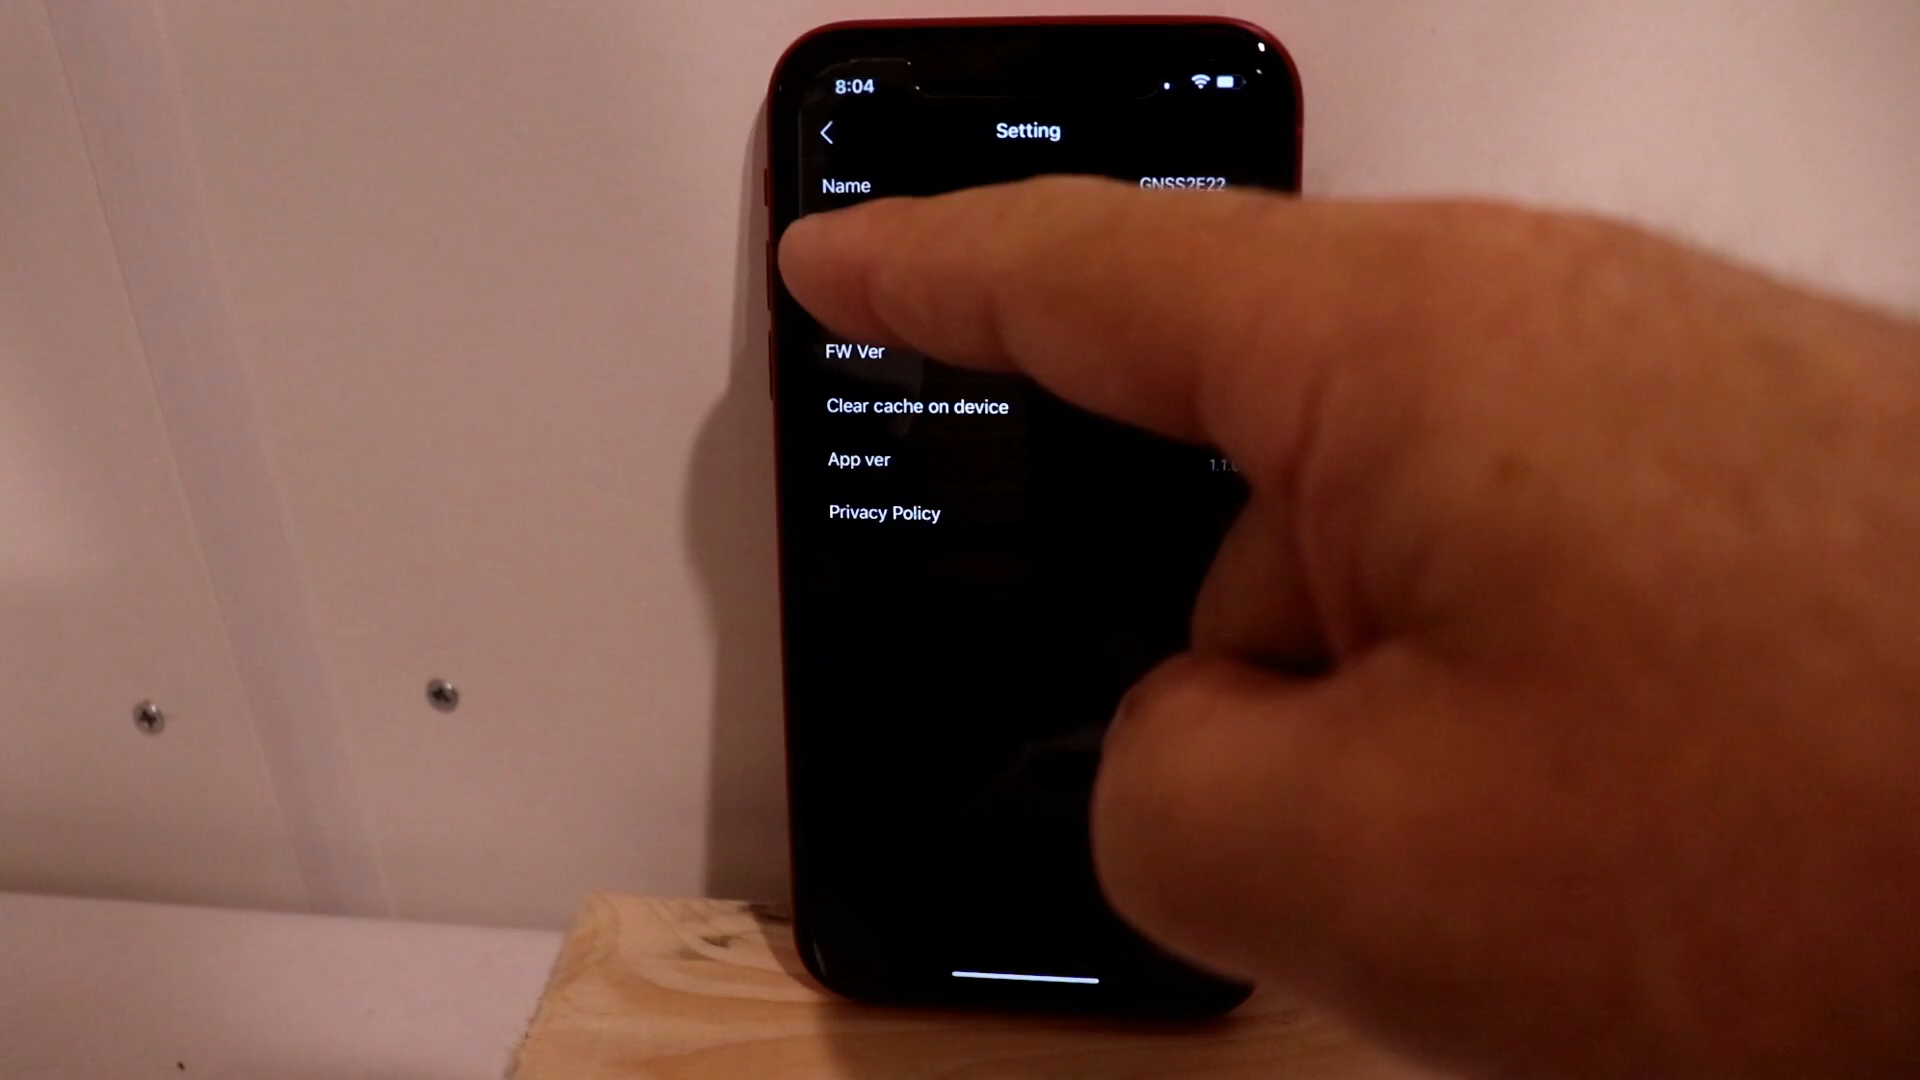 8:04
Setting
Name GNSS2E22
FW Ver
Clear cache on device
App ver
Privacy Policy